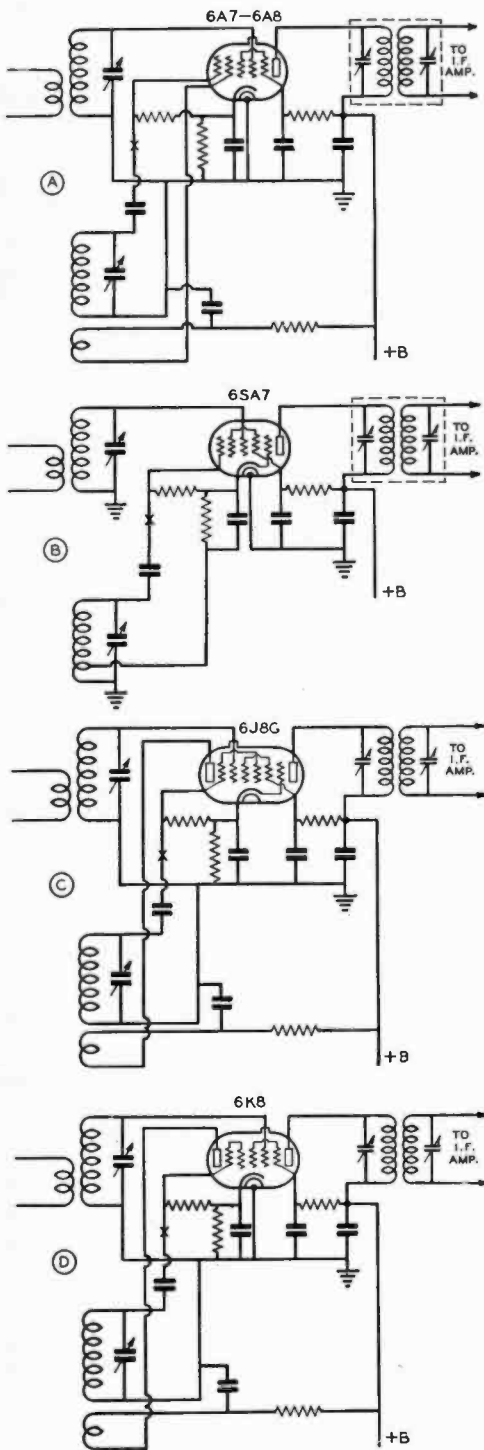 6A7-6A8
TO
I.F.
AMP.
A
+B
6SA7
TO
I.F.
AMP.
B
+B
6J8G
TO
I.F.
AMP.
C
+B
6K8
TO
I.F.
AMP.
D
+B